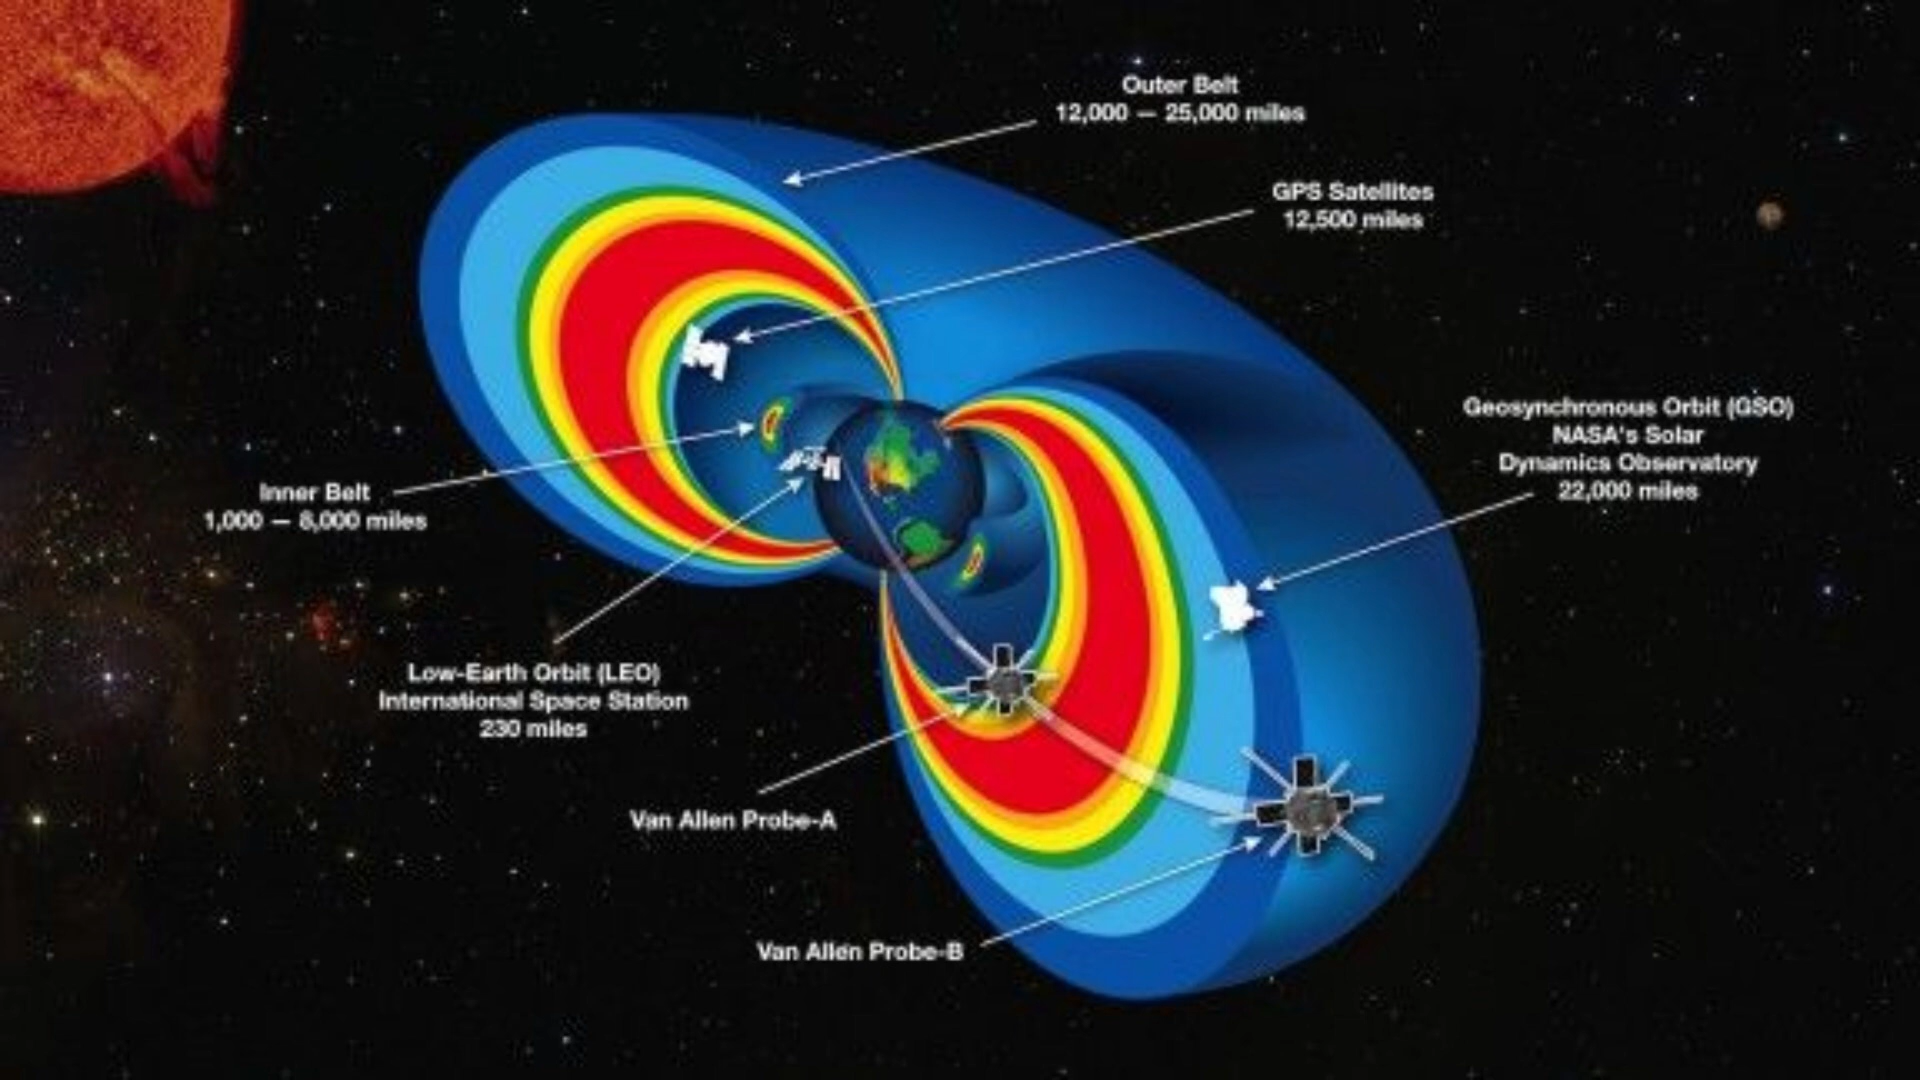 Outer Belt
12,000 — 25,000 miles
GPS Satellites
12,500 miles
Geosynchronous Orbit (GSO)
NASA's Solar
Dynamics Observatory
22,000 miles
Inner Belt
1,000 — 8,000 miles
Low-Earth Orbit (LEO)
International Space Station
230 miles
Van Allen Probe-A
Van Allen Probe-B